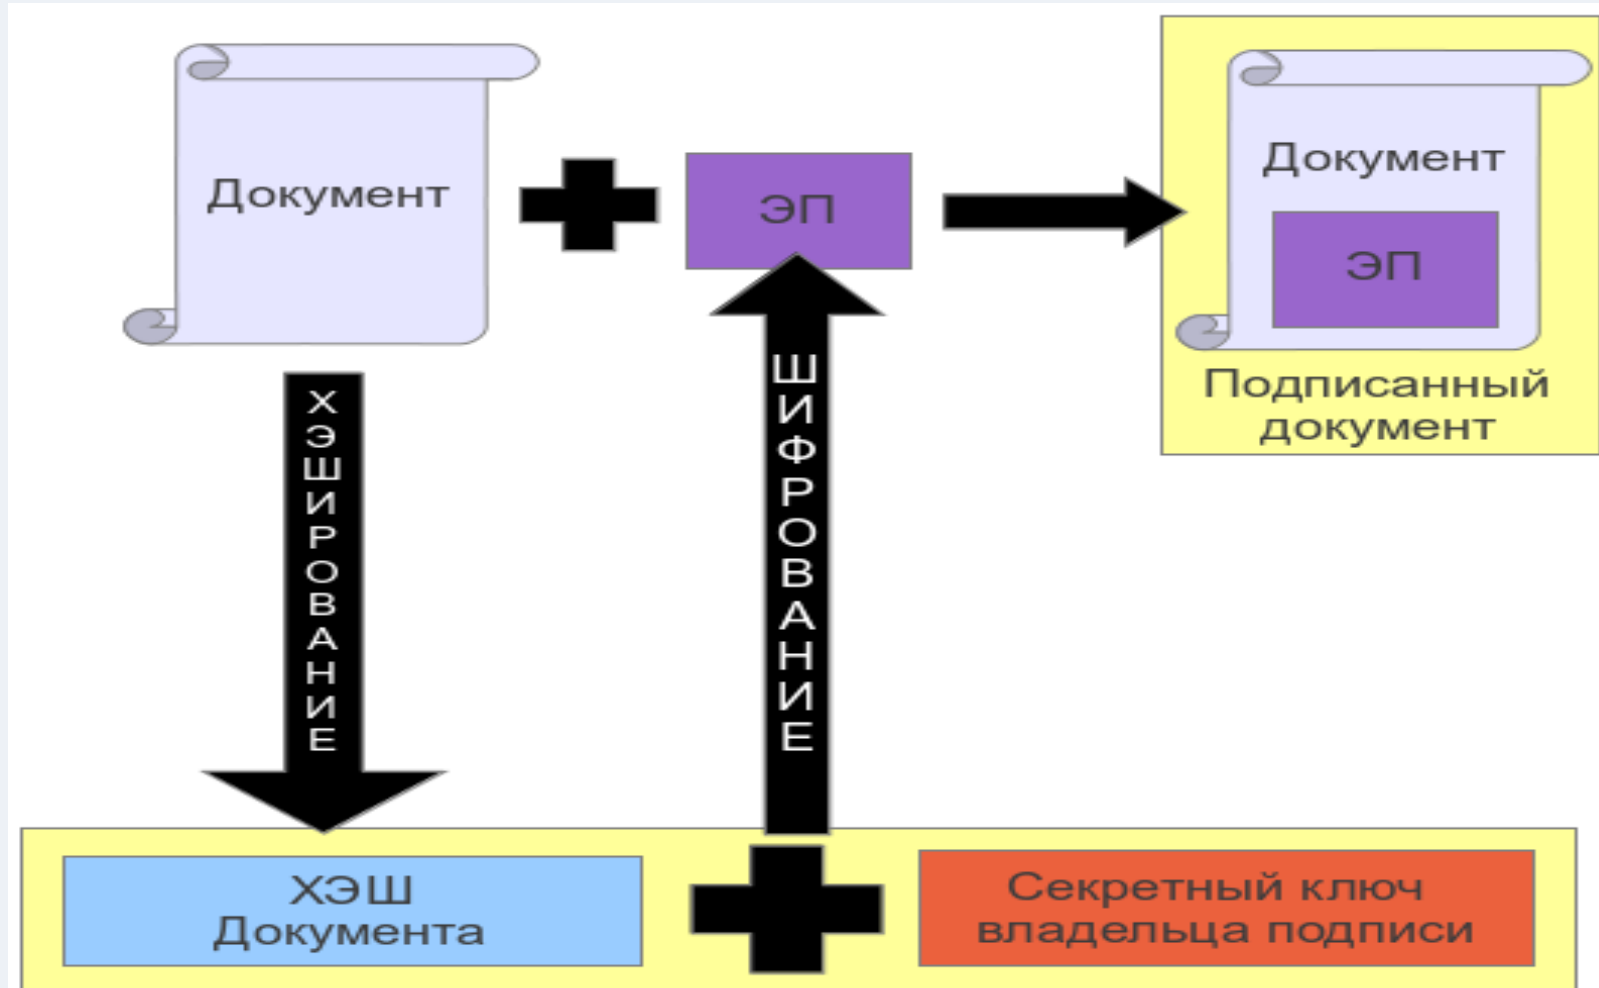 Документ
ЭП
Документ
ЭП
Подписанный
документ
ХЭШИРОВАНИЕ
ШИФРОВАНИЕ
ХЭШ
Документа
Секретный ключ
владельца подписи